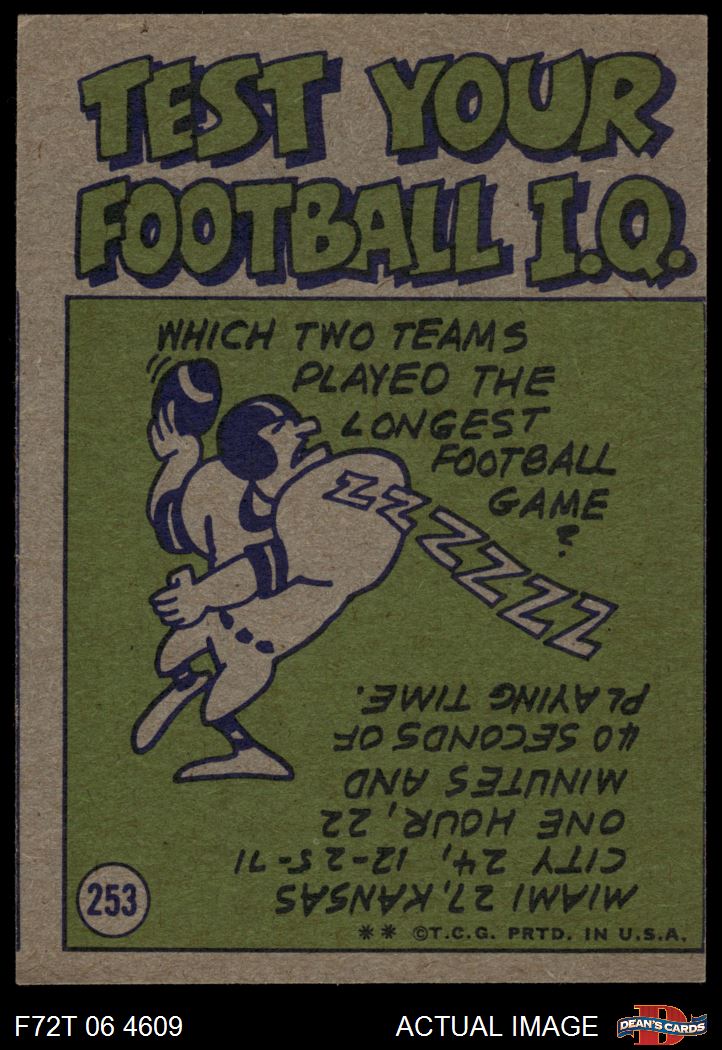 TEST YOUR
FOOTBALL I.Q.
WHICH TWO TEAMS
PLAYED THE
LONGEST
FOOTBALL
GAME
?
ZZZZZZ
MIAMI 27, KANSAS
CITY 24, 12-25-71
ONE HOUR, 22
MINUTES AND
40 SECONDS OF
PLAYING TIME.
253
** ©T.C.G. PRTD. IN U.S.A.
F72T 06 4609
ACTUAL IMAGE
D
DEAN'S CARDS